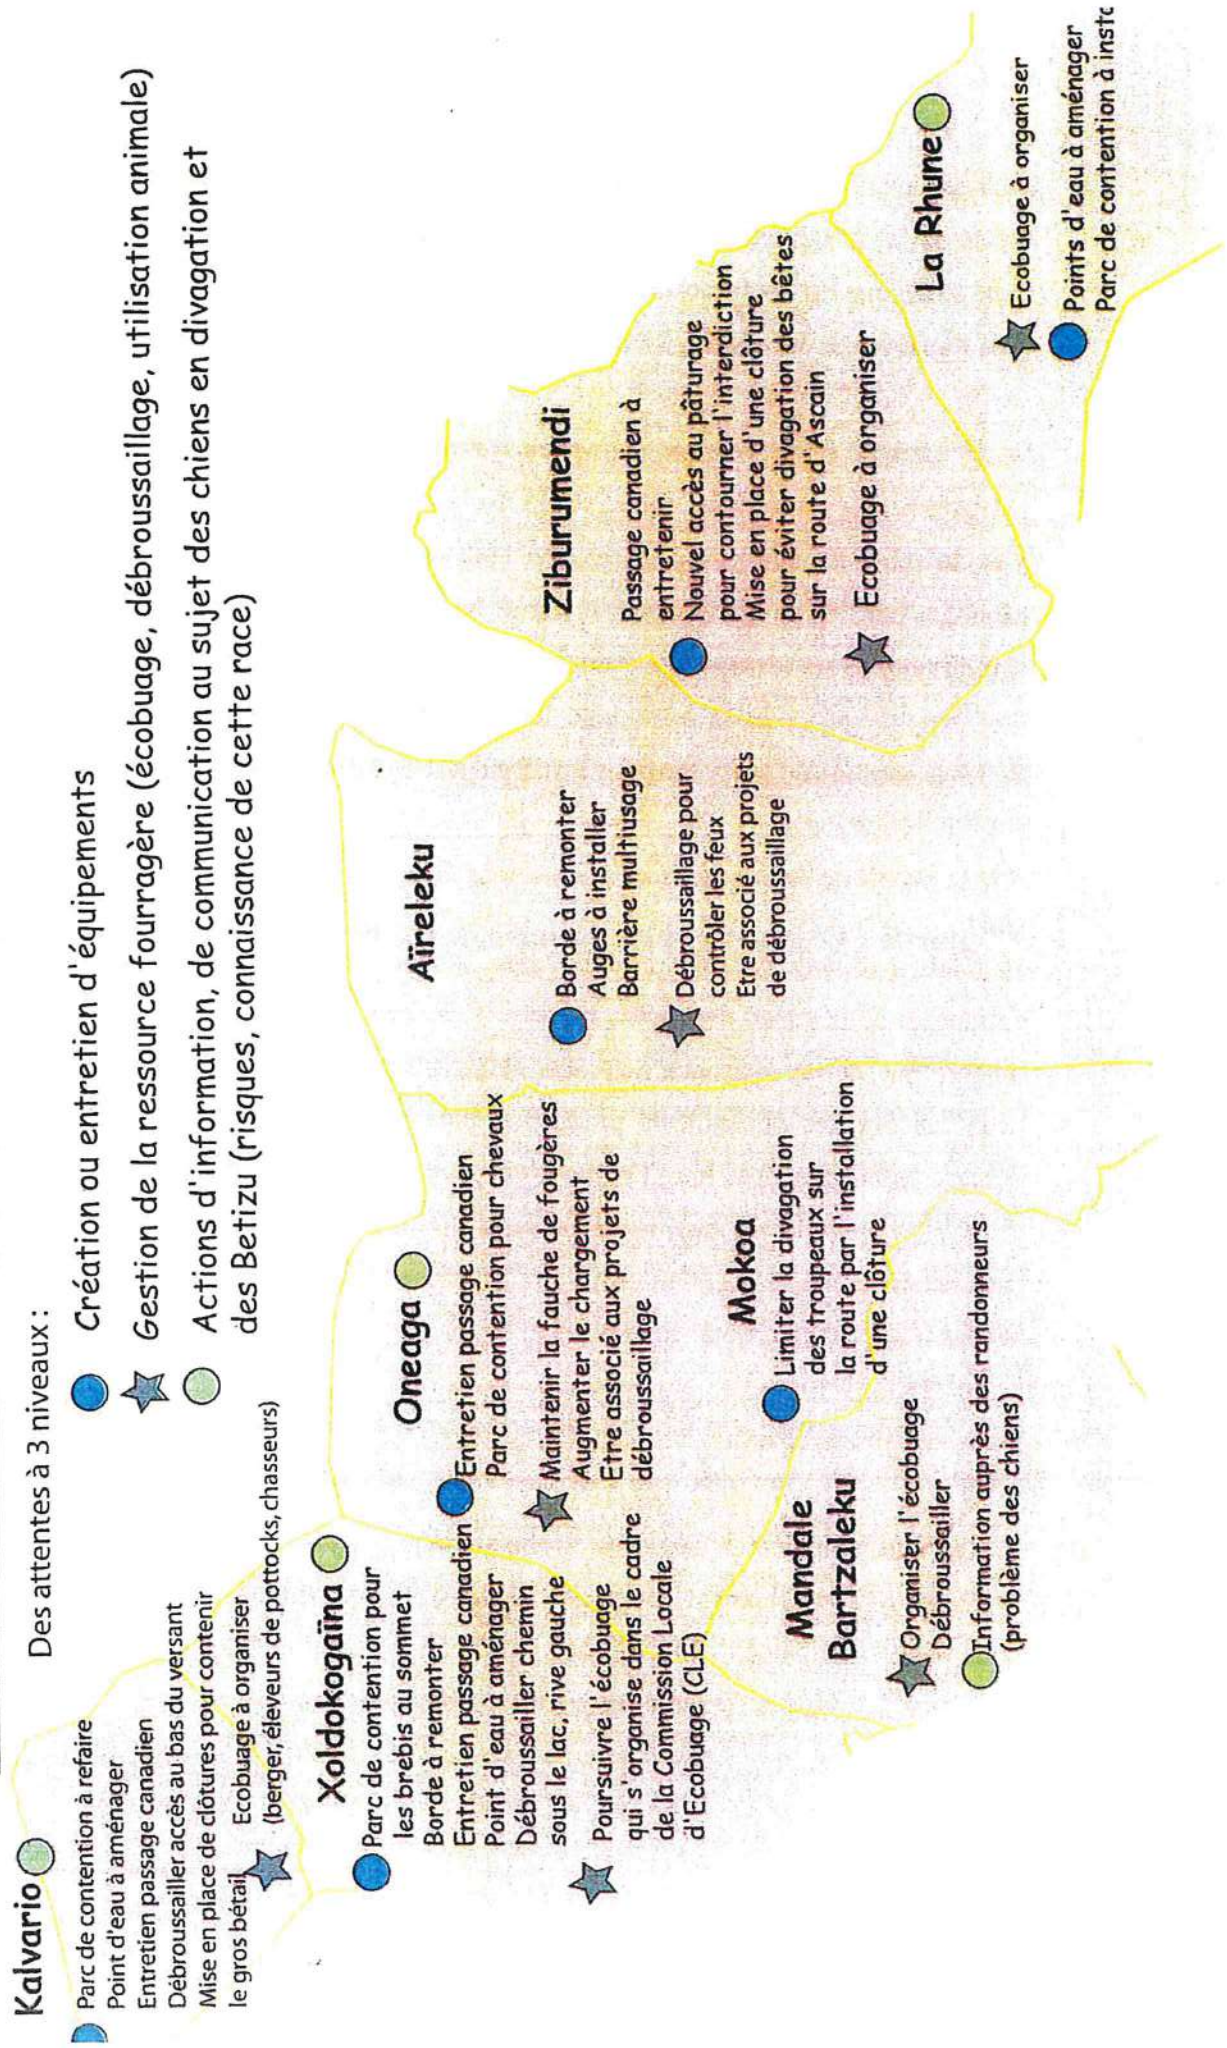 Des attentes à 3 niveaux :
Création ou entretien d'équipements
Gestion de la ressource fourragère (écobuage, débroussaillage, utilisation animale)
Actions d'information, de communication au sujet des chiens en divagation et
des Betizu (risques, connaissance de cette race)
Kalvario
Parc de contention à refaire
Point d'eau à aménager
Entretien passage canadien
Débroussailler accès au bas du versant
Mise en place de clôtures pour contenir
le gros bétail
Ecobuage à organiser
(berger, éleveurs de pottocks, chasseurs)
Xoldokogaïna
Parc de contention pour
les brebis au sommet
Borde à remonter
Entretien passage canadien
Point d'eau à aménager
Débroussailler chemin
sous le lac, rive gauche
Poursuivre l'écobuage
qui s'organise dans le cadre
de la Commission Locale
d'Ecobuage (CLE)
Oneaga
Entretien passage canadien
Parc de contention pour chevaux
Maintenir la fauche de fougères
Augmenter le chargement
Etre associé aux projets de
débroussaillage
Mandale
Bartzaleku
Organiser l'écobuage
Débroussailler
Information auprès des randonneurs
(problème des chiens)
Mokoa
Limiter la divagation
des troupeaux sur
la route par l'installation
d'une clôture
Aïreleku
Borde à remonter
Auges à installer
Barrière multiusage
Débroussaillage pour
contrôler les feux
Etre associé aux projets
de débroussaillage
Ziburumendi
Passage canadien à
entretenir
Nouvel accès au pâturage
pour contourner l'interdiction
Mise en place d'une clôture
pour éviter divagation des bêtes
sur la route d'Ascain
Ecobuage à organiser
La Rhune
Ecobuage à organiser
Points d'eau à aménager
Parc de contention à